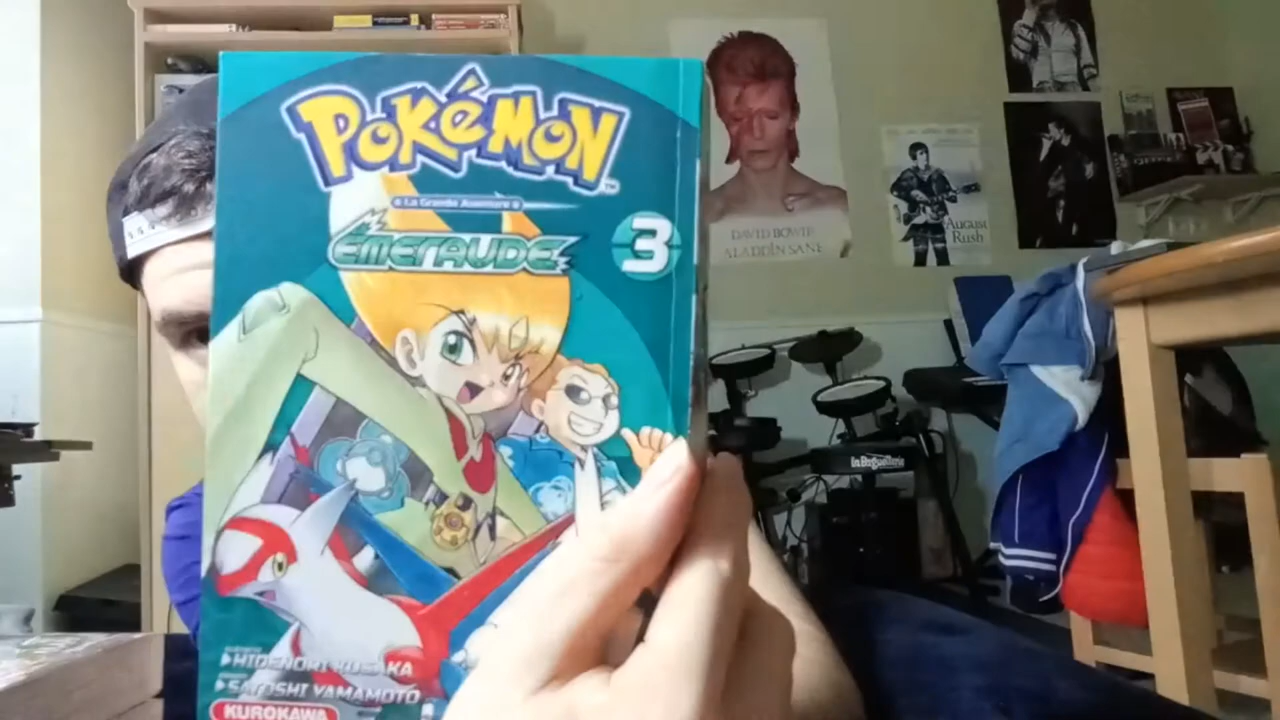 POKÉMON
La Grande Aventure
ÉMERAUDE
3
HIDENORI KUSAKA
SATOSHI YAMAMOTO
KUROKAWA
DAVID BOWIE
ALADDIN SANE
August
Rush